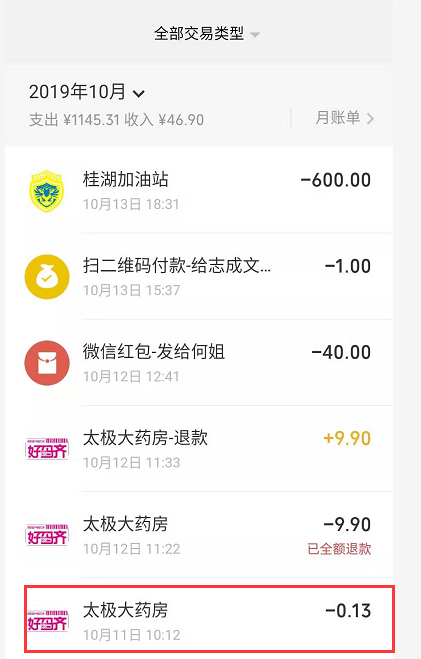 全部交易类型
2019年10月
支出 ¥1145.31 收入 ¥46.90
月账单
桂湖加油站
-600.00
10月13日 18:31
扫二维码付款-给志成文...
-1.00
10月13日 15:37
微信红包-发给何姐
-40.00
10月12日 12:41
太极大药房-退款
+9.90
好药齐
10月12日 11:33
太极大药房
-9.90
好药齐
10月12日 11:22
已全额退款
太极大药房
-0.13
好药齐
10月11日 10:12